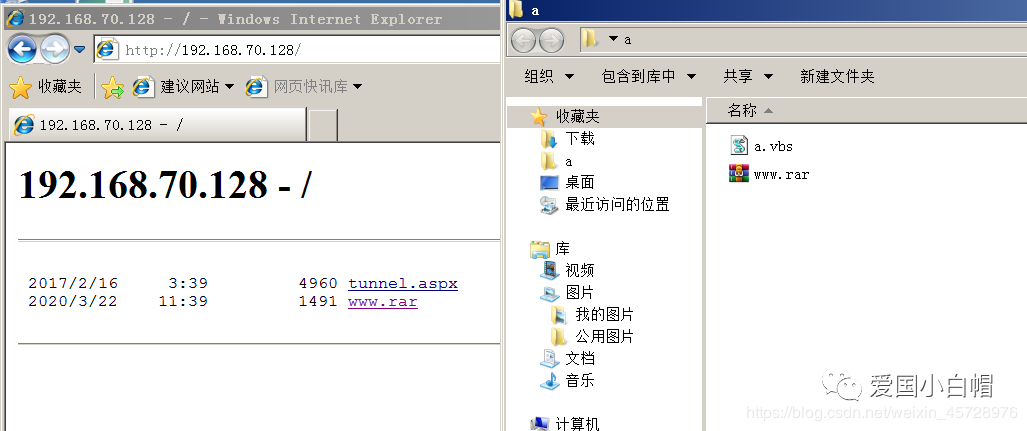 192.168.70.128 - / - Windows Internet Explorer
http://192.168.70.128/
收藏夹 建议网站 网页快讯库
192.168.70.128 - /
192.168.70.128 - /
2017/2/16 3:39 4960 tunnel.aspx
2020/3/22 11:39 1491 www.rar
a
a
组织 包含到库中 共享 新建文件夹
收藏夹
下载
a
桌面
最近访问的位置
库
视频
图片
我的图片
公用图片
文档
音乐
计算机
名称
a.vbs
www.rar
爱国小白帽
https://blog.csdn.net/weixin_45728976